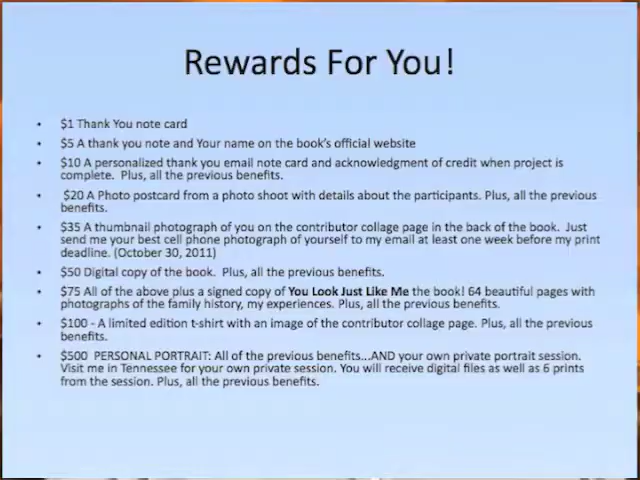 Rewards For You!
• $1 Thank You note card
• $5 A thank you note and Your name on the book's official website
• $10 A personalized thank you email note card and acknowledgment of credit when project is
complete.  Plus, all the previous benefits.
• $20 A Photo postcard from a photo shoot with details about the participants. Plus, all the previous
benefits.
• $35 A thumbnail photograph of you on the contributor collage page in the back of the book.  Just
send me your best cell phone photograph of yourself to my email at least one week before my print
deadline. (October 30, 2011)
• $50 Digital copy of the book.  Plus, all the previous benefits.
• $75 All of the above plus a signed copy of You Look Just Like Me the book! 64 beautiful pages with
photographs of the family history, my experiences. Plus, all the previous benefits.
• $100 - A limited edition t-shirt with an image of the contributor collage page. Plus, all the previous
benefits.
• $500  PERSONAL PORTRAIT: All of the previous benefits...AND your own private portrait session.
Visit me in Tennessee for your own private session. You will receive digital files as well as 6 prints
from the session. Plus, all the previous benefits.